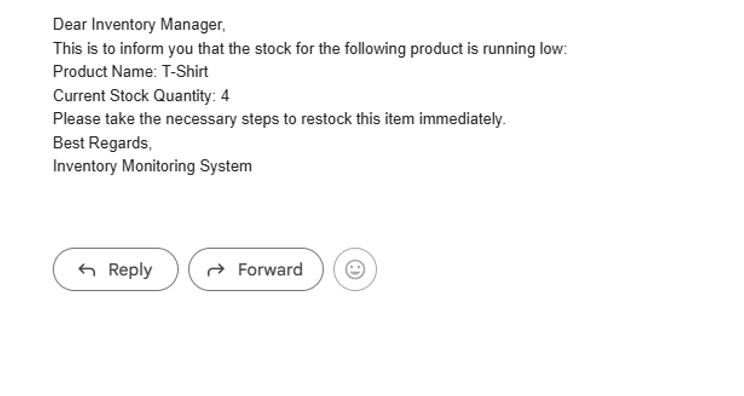 Dear Inventory Manager,
This is to inform you that the stock for the following product is running low:
Product Name: T-Shirt
Current Stock Quantity: 4
Please take the necessary steps to restock this item immediately.
Best Regards,
Inventory Monitoring System
Reply Forward